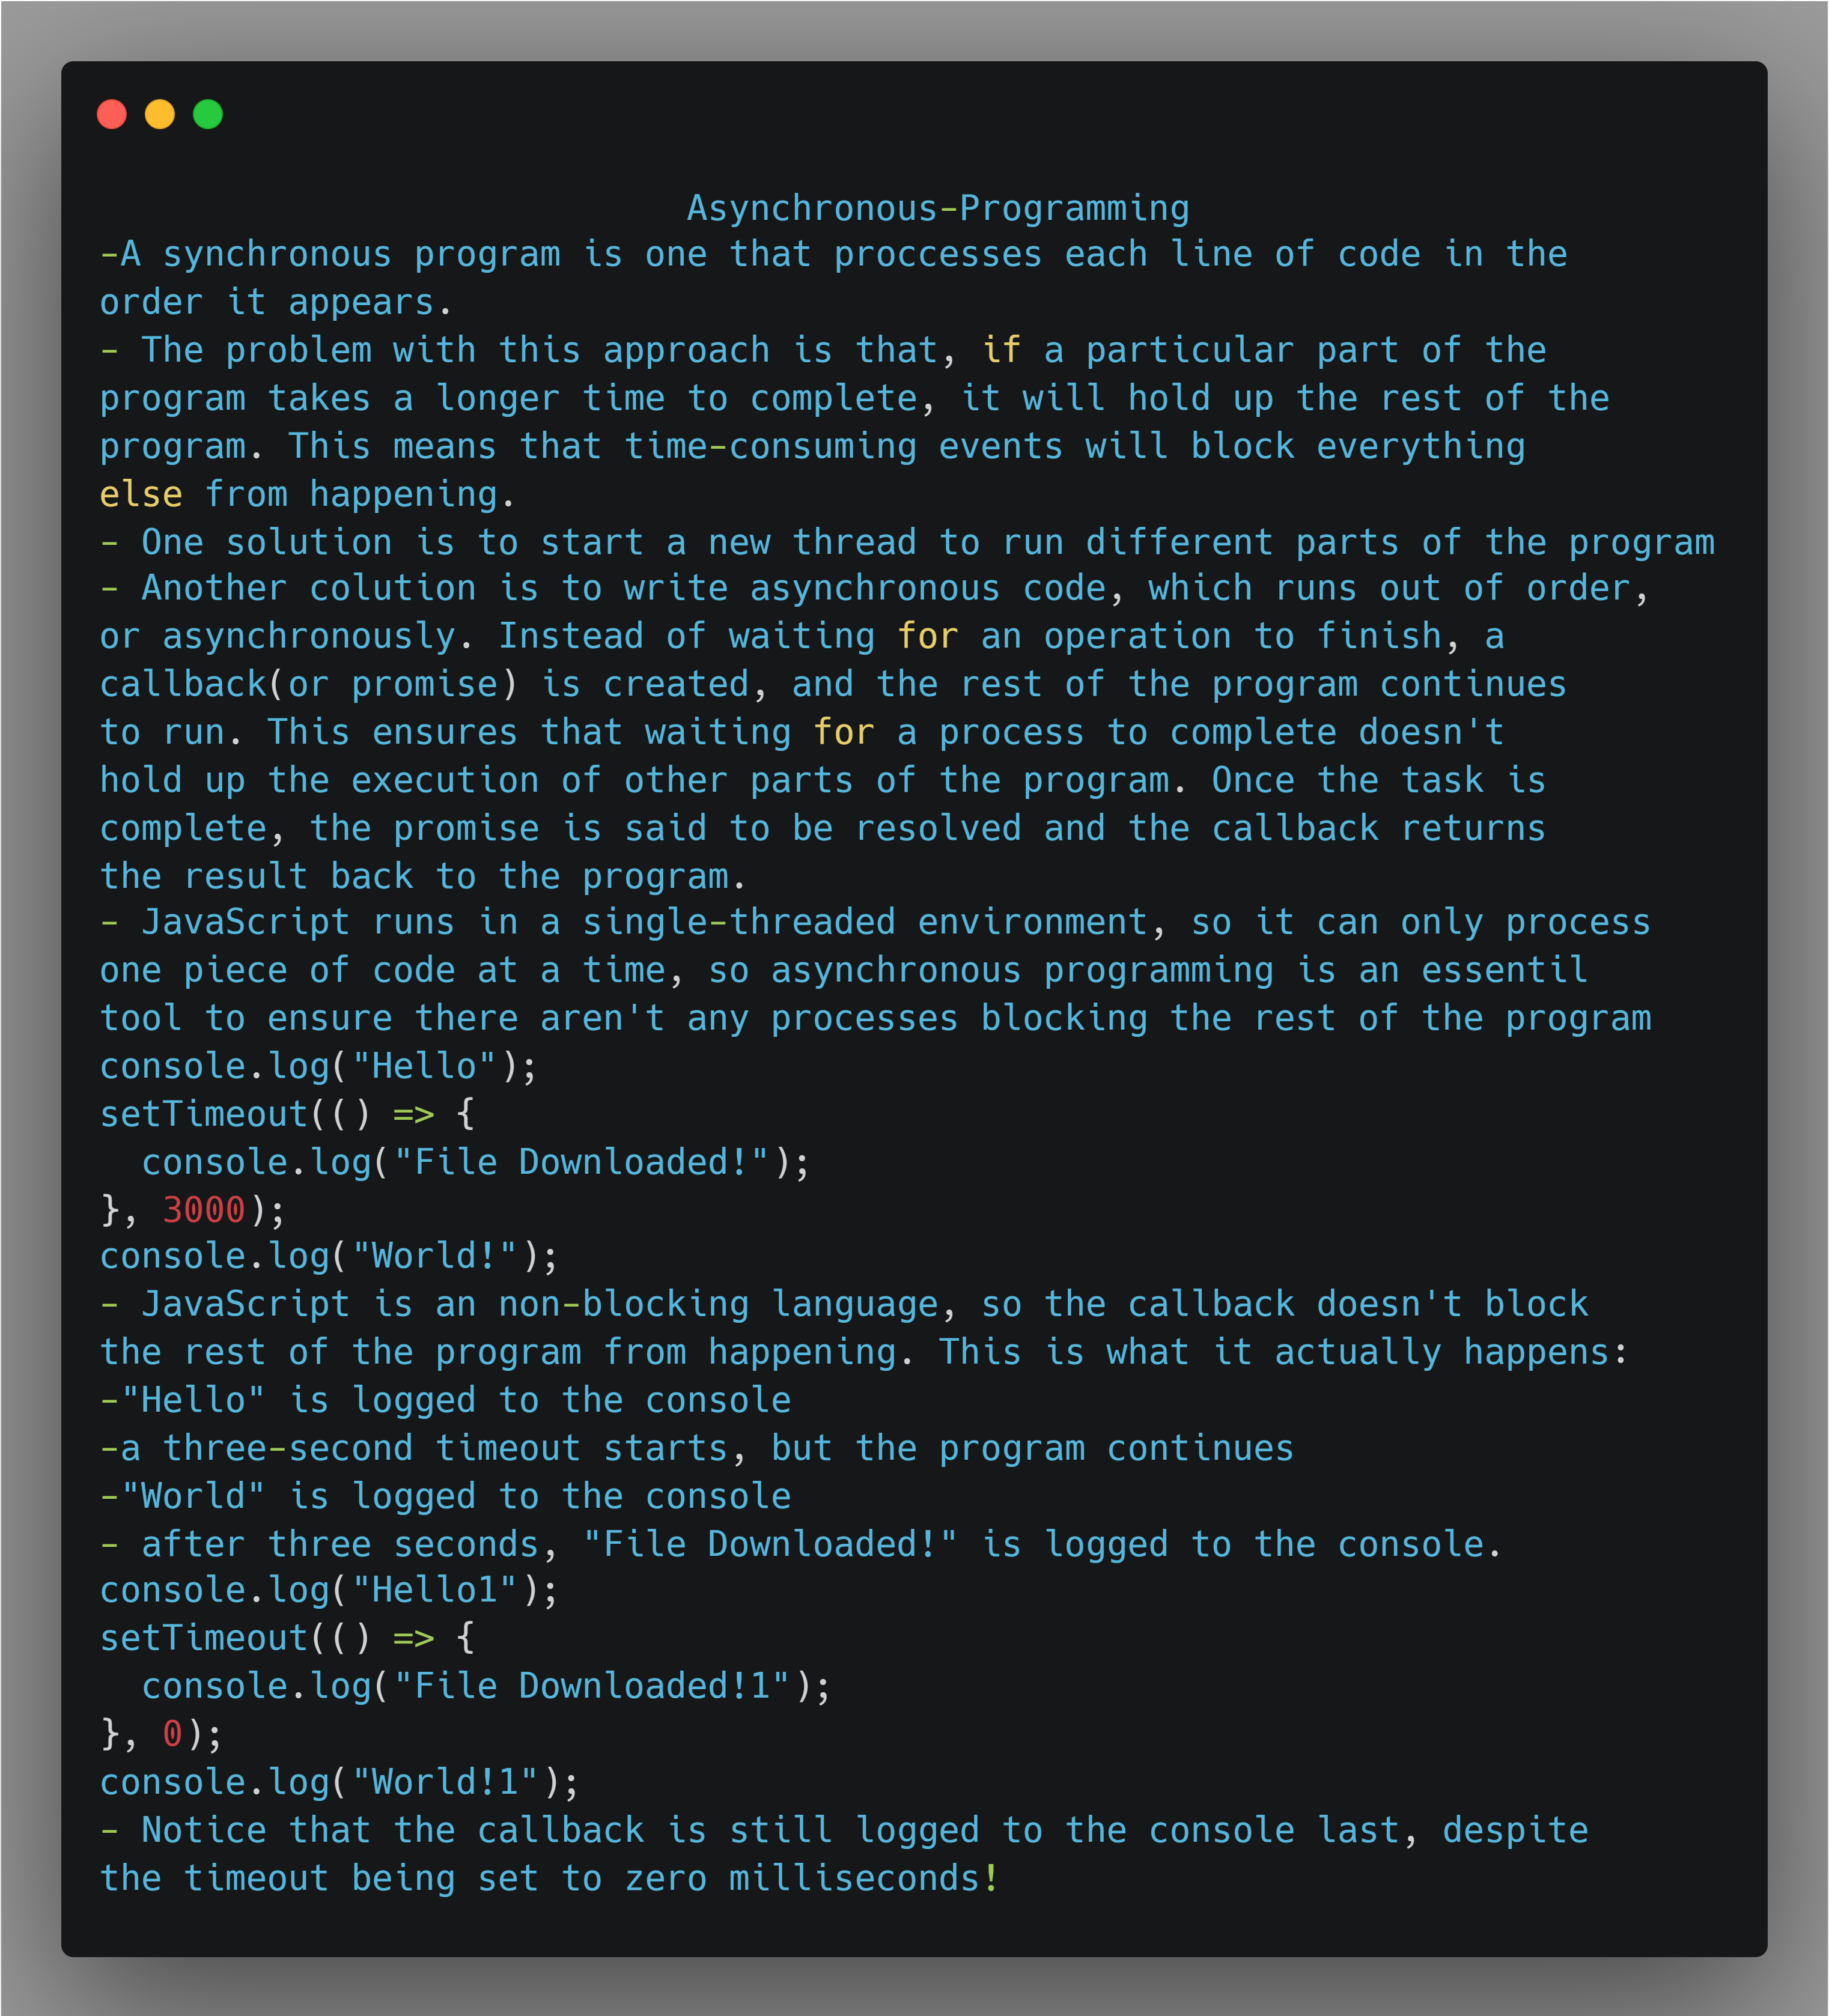 Asynchronous-Programming
-A synchronous program is one that proccesses each line of code in the
order it appears.
- The problem with this approach is that, if a particular part of the
program takes a longer time to complete, it will hold up the rest of the
program. This means that time-consuming events will block everything
else from happening.
- One solution is to start a new thread to run different parts of the program
- Another colution is to write asynchronous code, which runs out of order,
or asynchronously. Instead of waiting for an operation to finish, a
callback(or promise) is created, and the rest of the program continues
to run. This ensures that waiting for a process to complete doesn't
hold up the execution of other parts of the program. Once the task is
complete, the promise is said to be resolved and the callback returns
the result back to the program.
- JavaScript runs in a single-threaded environment, so it can only process
one piece of code at a time, so asynchronous programming is an essentil
tool to ensure there aren't any processes blocking the rest of the program
console.log("Hello");
setTimeout(() => {
  console.log("File Downloaded!");
}, 3000);
console.log("World!");
- JavaScript is an non-blocking language, so the callback doesn't block
the rest of the program from happening. This is what it actually happens:
-"Hello" is logged to the console
-a three-second timeout starts, but the program continues
-"World" is logged to the console
- after three seconds, "File Downloaded!" is logged to the console.
console.log("Hello1");
setTimeout(() => {
  console.log("File Downloaded!1");
}, 0);
console.log("World!1");
- Notice that the callback is still logged to the console last, despite
the timeout being set to zero milliseconds!